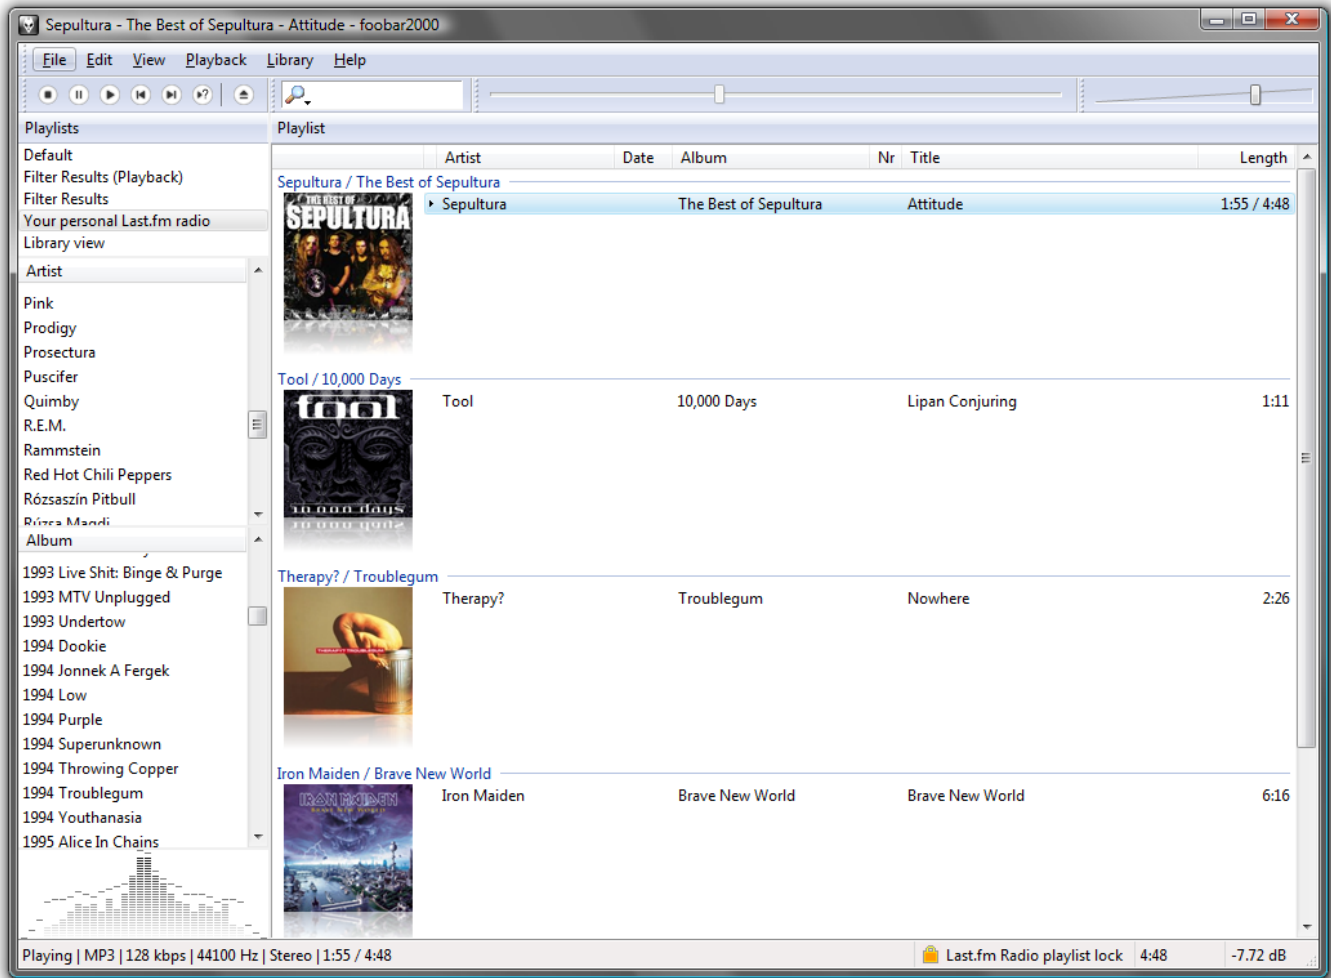 Sepultura - The Best of Sepultura - Attitude - foobar2000
File Edit View Playback Library Help
Playlists
Default
Filter Results (Playback)
Filter Results
Your personal Last.fm radio
Library view
Artist
Pink
Prodigy
Prosectura
Puscifer
Quimby
R.E.M.
Rammstein
Red Hot Chili Peppers
Rózsaszín Pitbull
Rúzsa Magdi
Album
1993 Live Shit: Binge & Purge
1993 MTV Unplugged
1993 Undertow
1994 Dookie
1994 Jonnek A Fergek
1994 Low
1994 Purple
1994 Superunknown
1994 Throwing Copper
1994 Troublegum
1994 Youthanasia
1995 Alice In Chains
Playlist
Artist Date Album Nr Title Length
Sepultura / The Best of Sepultura
THE BEST OF
SEPULTURA
Sepultura The Best of Sepultura Attitude 1:55 / 4:48
Tool / 10,000 Days
tool
10,000 days
Tool 10,000 Days Lipan Conjuring 1:11
Therapy? / Troublegum
THERAPY? TROUBLEGUM
Therapy? Troublegum Nowhere 2:26
Iron Maiden / Brave New World
IRON MAIDEN
BRAVE NEW WORLD
Iron Maiden Brave New World Brave New World 6:16
Playing | MP3 | 128 kbps | 44100 Hz | Stereo | 1:55 / 4:48
Last.fm Radio playlist lock 4:48 -7.72 dB